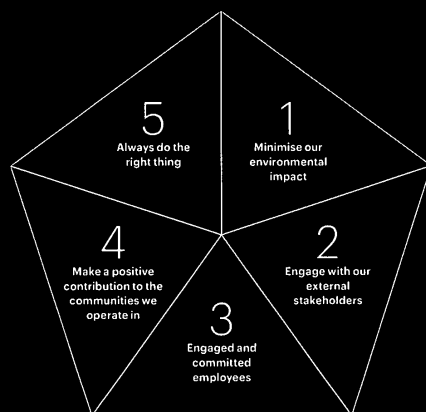 1
Minimise our
environmental
impact
2
Engage with our
external
stakeholders
3
Engaged and
committed
employees
4
Make a positive
contribution to the
communities we
operate in
5
Always do the
right thing